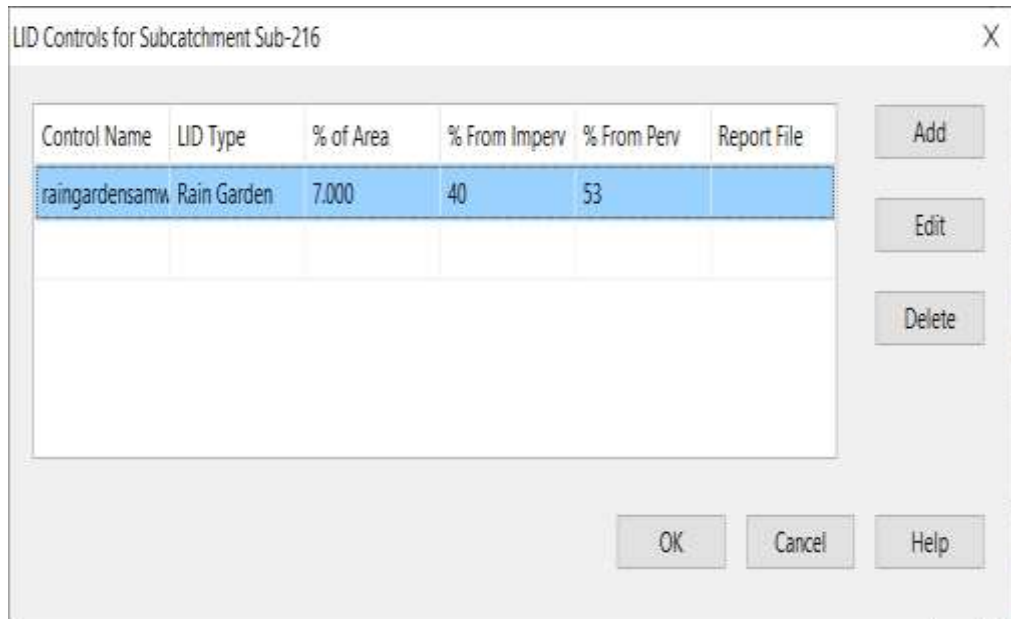 LID Controls for Subcatchment Sub-216 X
Control Name LID Type % of Area % From Imperv % From Perv Report File
raingardensamw Rain Garden 7.000 40 53
Add
Edit
Delete
OK Cancel Help